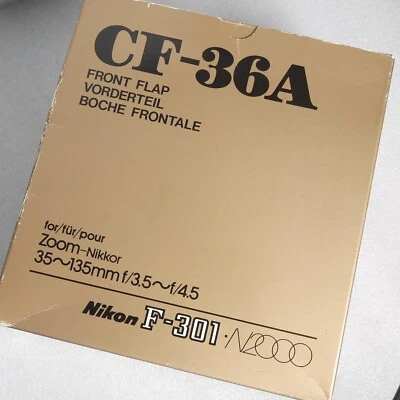 CF-36A
FRONT FLAP
VORDERTEIL
BOCHE FRONTALE
for/für/pour
Zoom-Nikkor
35~135mm f/3.5~f/4.5
Nikon F-301·N2000